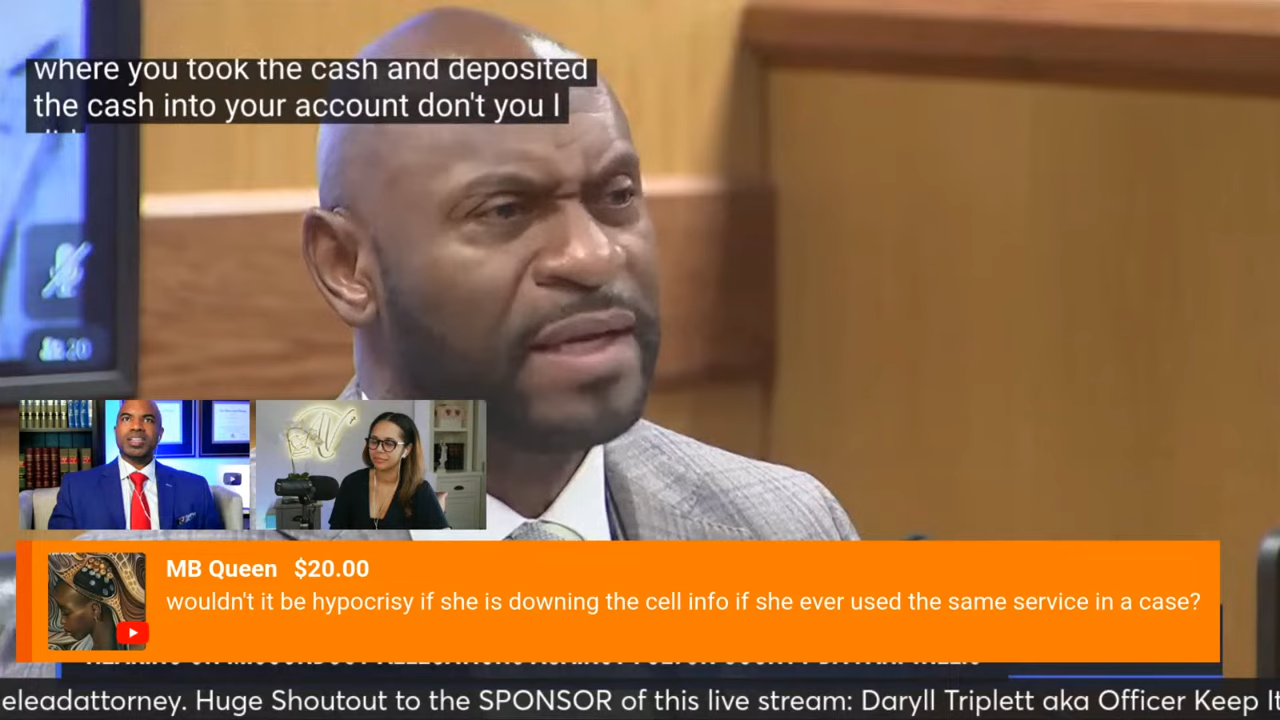 where you took the cash and deposited
the cash into your account don't you I
20
MB Queen $20.00
wouldn't it be hypocrisy if she is downing the cell info if she ever used the same service in a case?
eleadattorney. Huge Shoutout to the SPONSOR of this live stream: Daryll Triplett aka Officer Keep It